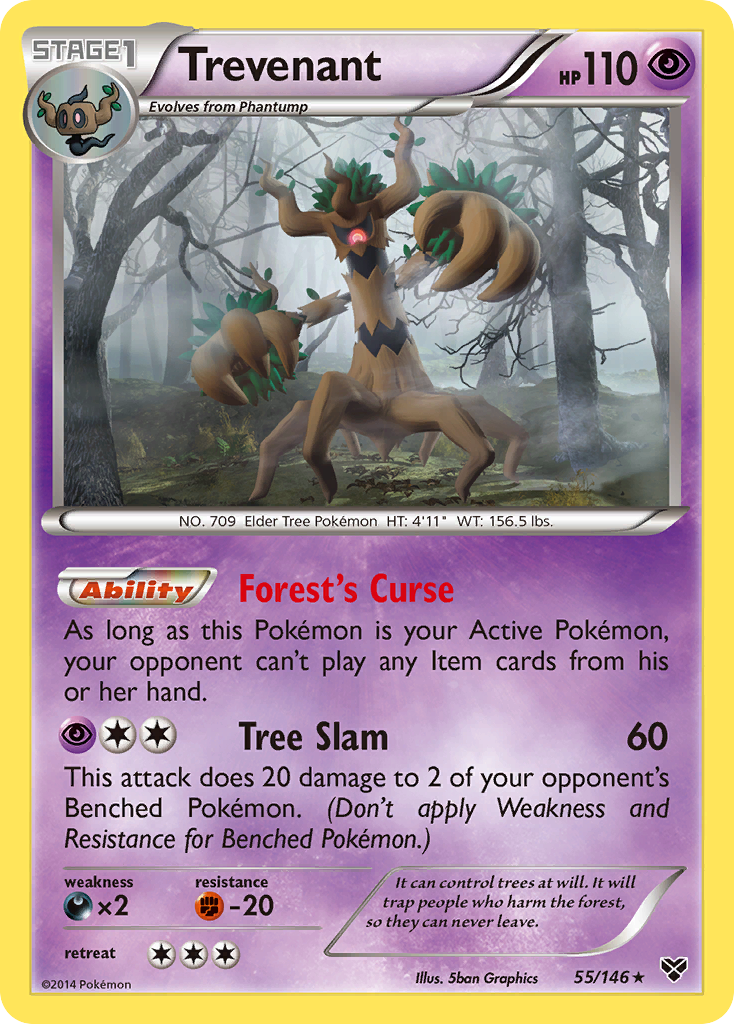 STAGE1
Trevenant
HP 110
Evolves from Phantump
NO. 709 Elder Tree Pokémon HT: 4'11" WT: 156.5 lbs.
Ability Forest's Curse
As long as this Pokémon is your Active Pokémon,
your opponent can't play any Item cards from his
or her hand.
Tree Slam 60
This attack does 20 damage to 2 of your opponent's
Benched Pokémon. (Don't apply Weakness and
Resistance for Benched Pokémon.)
weakness
×2
resistance
-20
retreat
It can control trees at will. It will
trap people who harm the forest,
so they can never leave.
©2014 Pokémon
Illus. 5ban Graphics
55/146★